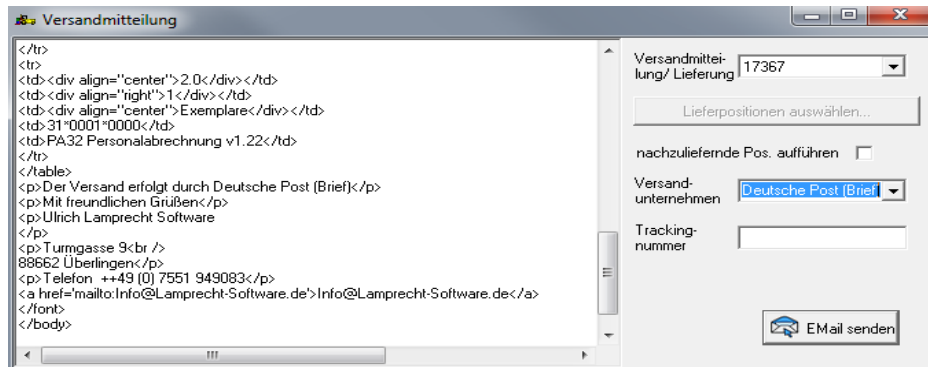 Versandmitteilung
</tr>
<tr>
<td><div align="center">2.0</div></td>
<td><div align="right">1</div></td>
<td><div align="center">Exemplare</div></td>
<td>31*0001*0000</td>
<td>PA32 Personalabrechnung v1.22</td>
</tr>
</table>
<p>Der Versand erfolgt durch Deutsche Post (Brief)</p>
<p>Mit freundlichen Grüßen</p>
<p>Ulrich Lamprecht Software
</p>
<p>Turmgasse 9<br />
88662 Überlingen</p>
<p>Telefon ++49 (0) 7551 949083</p>
<a href='mailto:Info@Lamprecht-Software.de'>Info@Lamprecht-Software.de</a>
</font>
</body>
Versandmittei-
lung/ Lieferung
17367
Lieferpositionen auswählen...
nachzuliefernde Pos. aufführen
Versand-
unternehmen
Deutsche Post (Brief
Tracking-
nummer
EMail senden